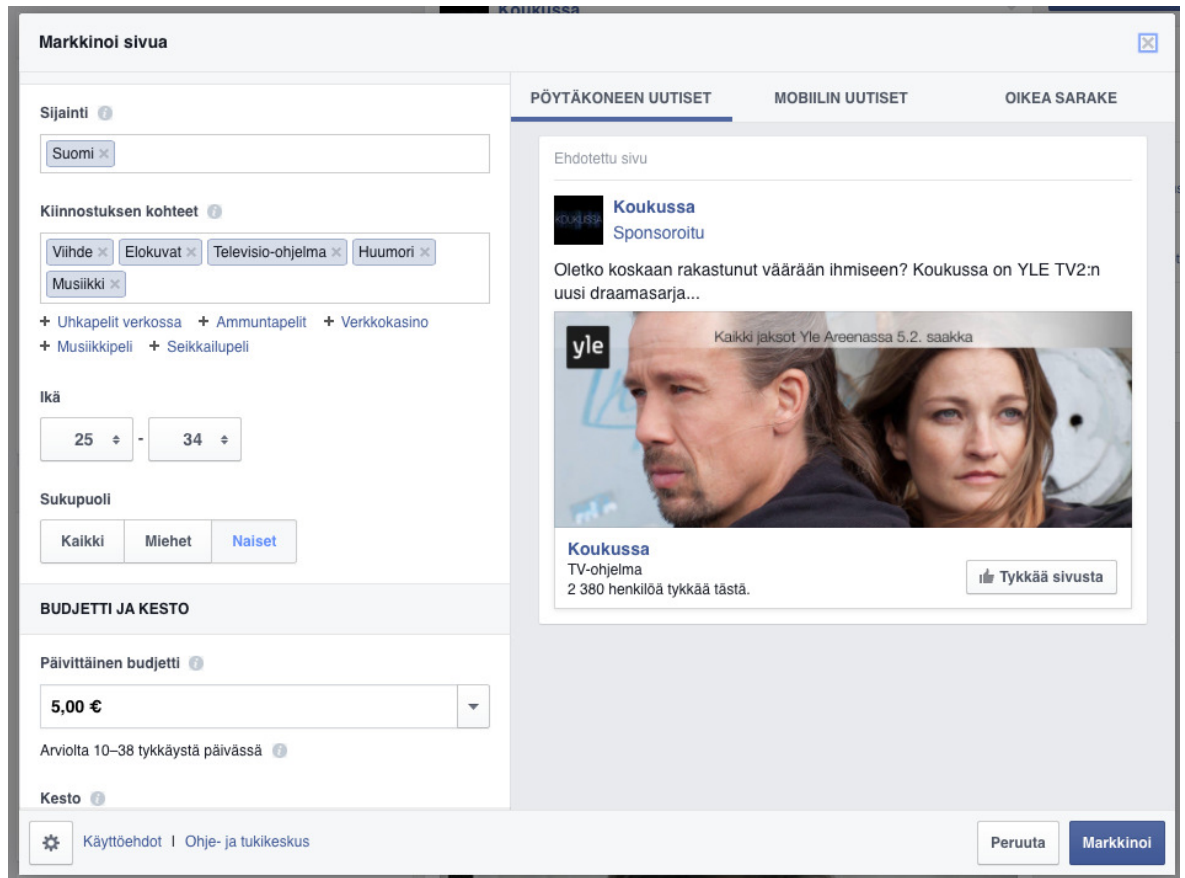 Koukussa
Markkinoi sivua
Sijainti
Suomi
Kiinnostuksen kohteet
Viihde Elokuvat Televisio-ohjelma Huumori
Musiikki
+ Uhkapelit verkossa + Ammuntapelit + Verkkokasino
+ Musiikkipeli + Seikkailupeli
Ikä
25 - 34
Sukupuoli
Kaikki Miehet Naiset
BUDJETTI JA KESTO
Päivittäinen budjetti
5,00 €
Arviolta 10–38 tykkäystä päivässä
Kesto
Käyttöehdot | Ohje- ja tukikeskus
PÖYTÄKONEEN UUTISET MOBIILIN UUTISET OIKEA SARAKE
Ehdotettu sivu
KOUKUSSA
Koukussa
Sponsoroitu
Oletko koskaan rakastunut väärään ihmiseen? Koukussa on YLE TV2:n
uusi draamasarja...
yle
Kaikki jaksot Yle Areenassa 5.2. saakka
Koukussa
TV-ohjelma
2 380 henkilöä tykkää tästä.
Tykkää sivusta
Peruuta Markkinoi